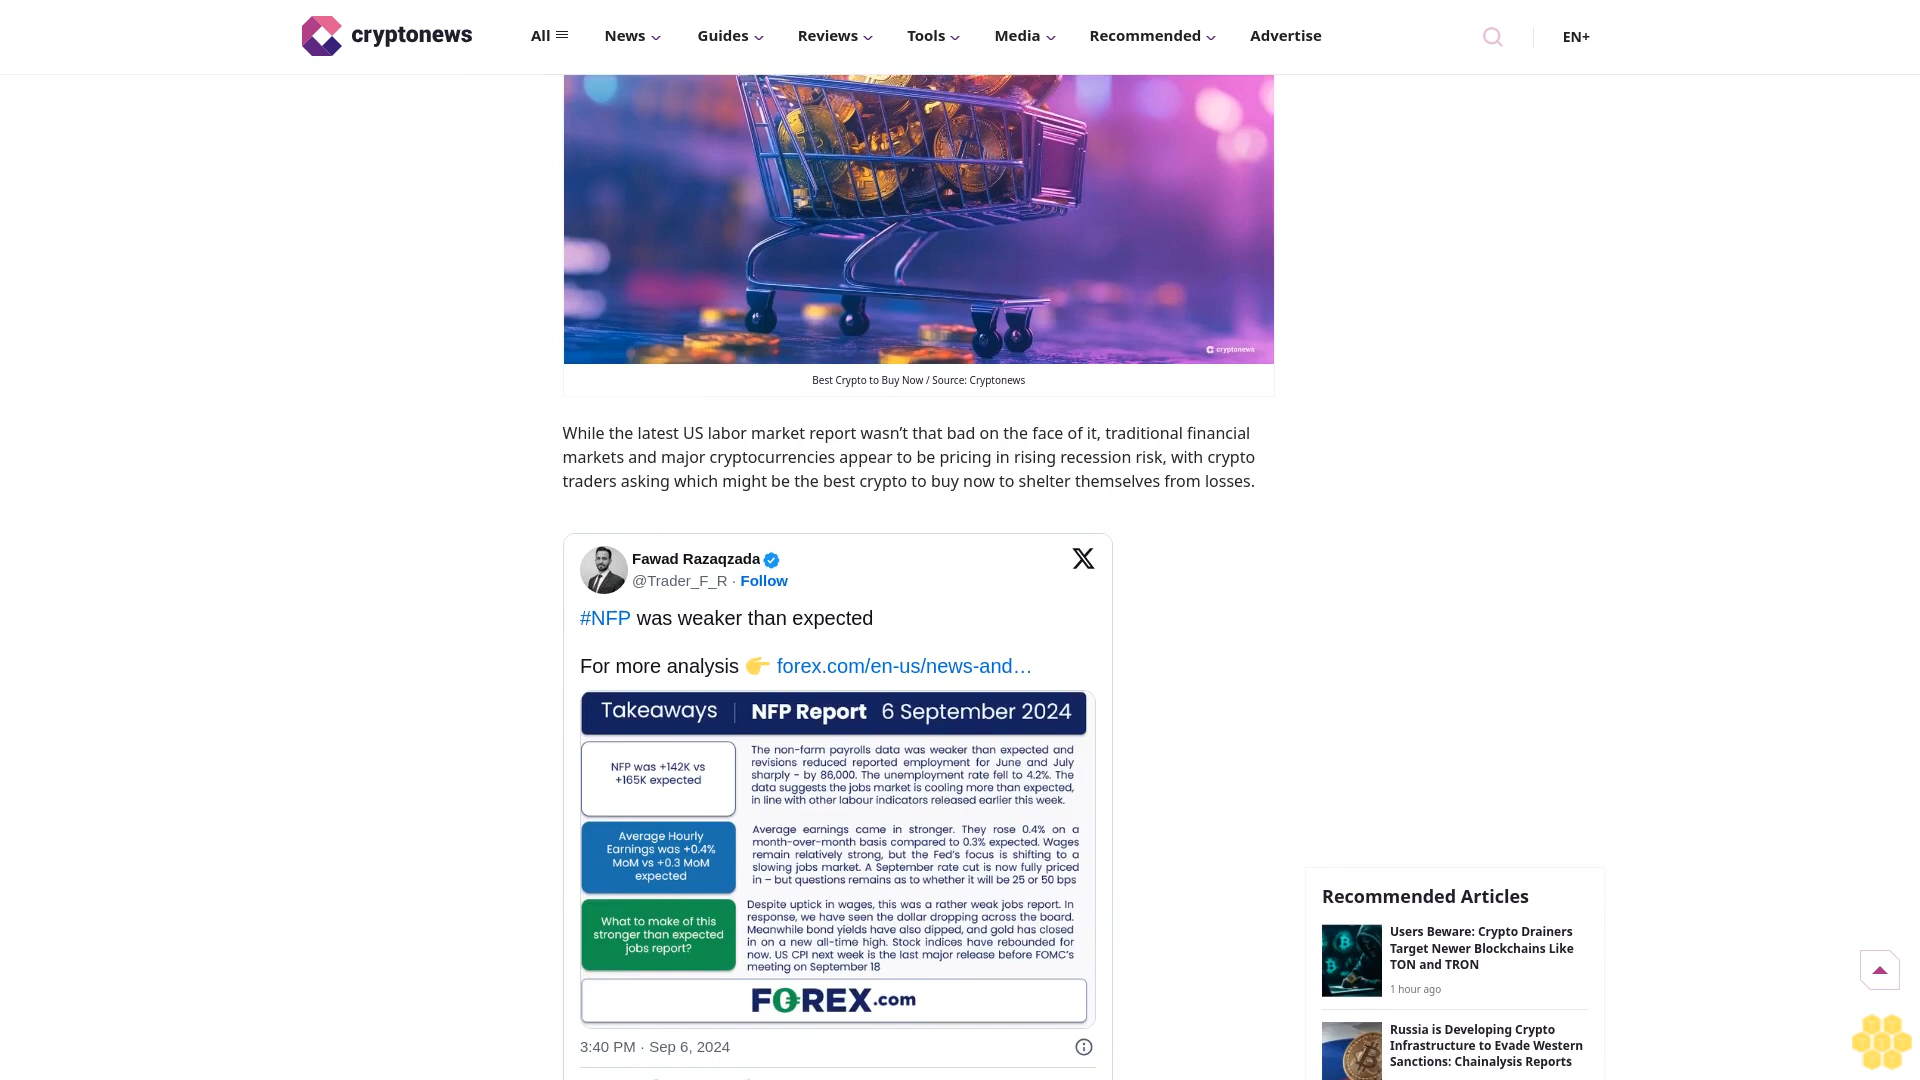 cryptonews
All
News
Guides
Reviews
Tools
Media
Recommended
Advertise
EN+
cryptonews
Best Crypto to Buy Now / Source: Cryptonews
While the latest US labor market report wasn’t that bad on the face of it, traditional financial
markets and major cryptocurrencies appear to be pricing in rising recession risk, with crypto
traders asking which might be the best crypto to buy now to shelter themselves from losses.
Fawad Razaqzada
@Trader_F_R · Follow
#NFP was weaker than expected
For more analysis 👉 forex.com/en-us/news-and…
Takeaways | NFP Report 6 September 2024
NFP was +142K vs
+165K expected
The non-farm payrolls data was weaker than expected and
revisions reduced reported employment for June and July
sharply - by 86,000. The unemployment rate fell to 4.2%. The
data suggests the jobs market is cooling more than expected,
in line with other labour indicators released earlier this week.
Average Hourly
Earnings was +0.4%
MoM vs +0.3 MoM
expected
Average earnings came in stronger. They rose 0.4% on a
month-over-month basis compared to 0.3% expected. Wages
remain relatively strong, but the Fed's focus is shifting to a
slowing jobs market. A September rate cut is now fully priced
in – but questions remains as to whether it will be 25 or 50 bps
What to make of this
stronger than expected
jobs report?
Despite uptick in wages, this was a rather weak jobs report. In
response, we have seen the dollar dropping across the board.
Meanwhile bond yields have also dipped, and gold has closed
in on a new all-time high. Stock indices have rebounded for
now. US CPI next week is the last major release before FOMC's
meeting on September 18
FOREX.com
3:40 PM · Sep 6, 2024
Recommended Articles
Users Beware: Crypto Drainers
Target Newer Blockchains Like
TON and TRON
1 hour ago
Russia is Developing Crypto
Infrastructure to Evade Western
Sanctions: Chainalysis Reports